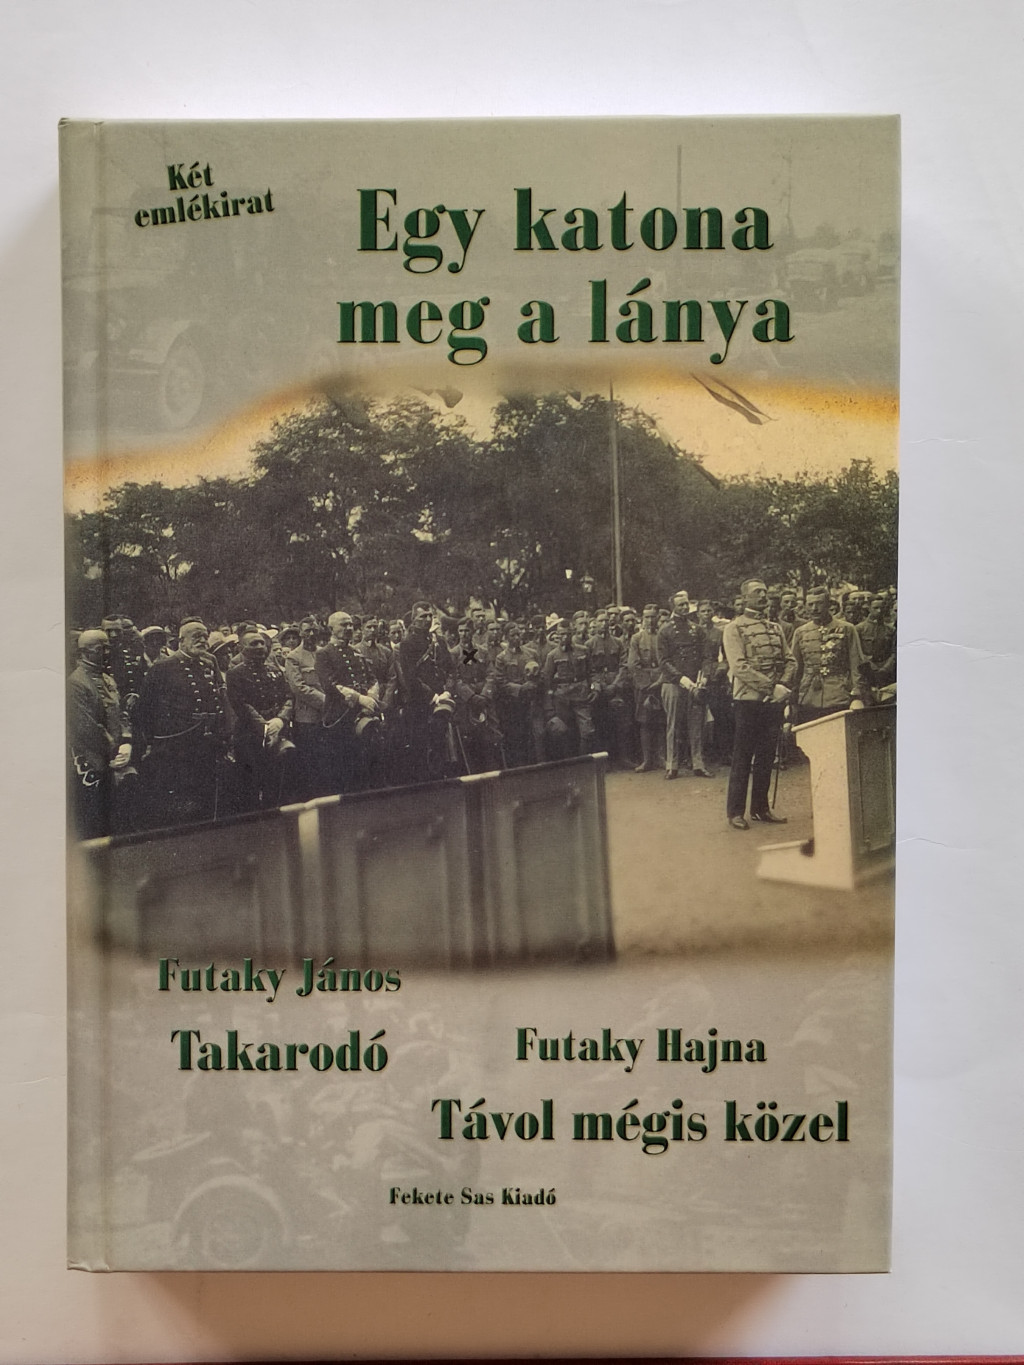 Két
emlékirat
Egy katona
meg a lánya
Futaky János
Takarodó
Futaky Hajna
Távol mégis közel
Fekete Sas Kiadó